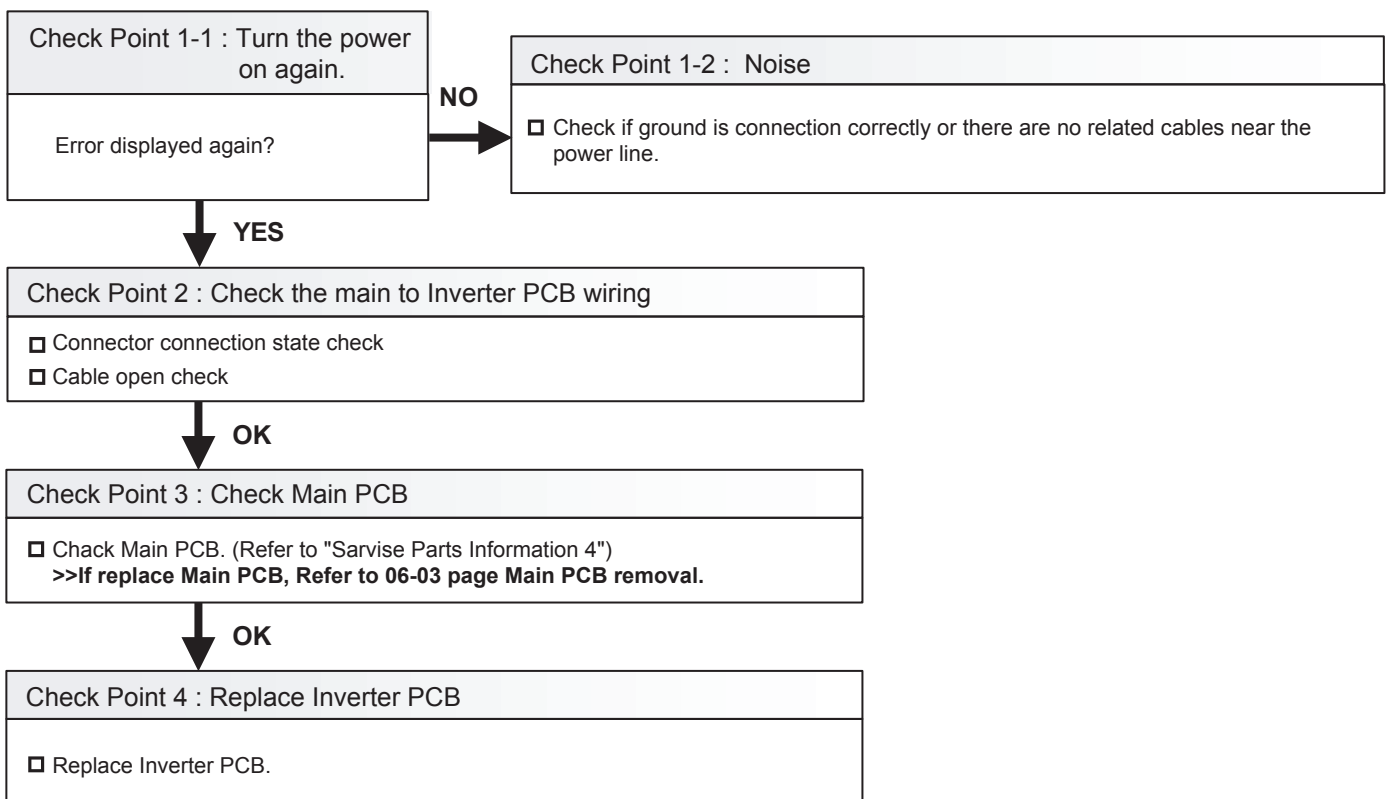 Check Point 1-1 : Turn the power
on again.
Error displayed again?
NO
Check Point 1-2 : Noise
Check if ground is connection correctly or there are no related cables near the
power line.
YES
Check Point 2 : Check the main to Inverter PCB wiring
Connector connection state check
Cable open check
OK
Check Point 3 : Check Main PCB
Chack Main PCB. (Refer to "Sarvise Parts Information 4")
>>If replace Main PCB, Refer to 06-03 page Main PCB removal.
OK
Check Point 4 : Replace Inverter PCB
Replace Inverter PCB.